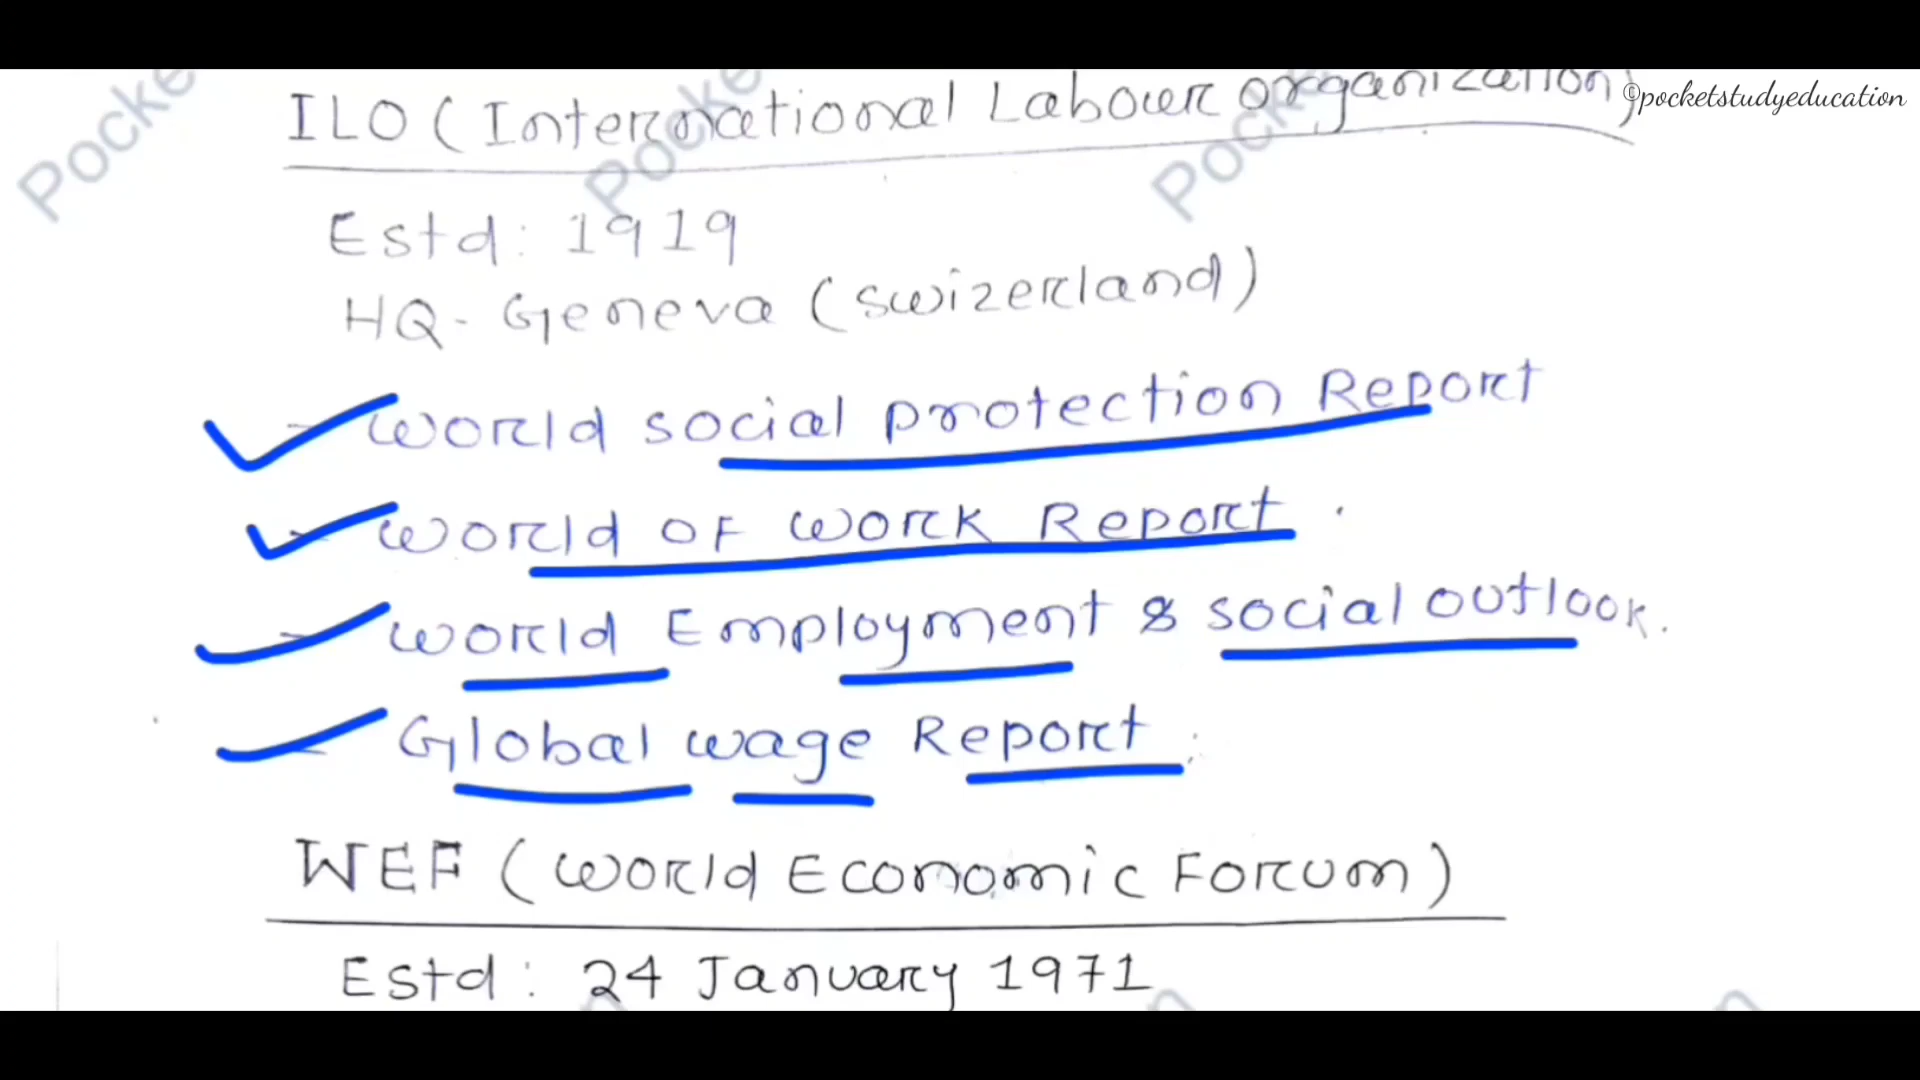 ILO (International Labour organization)
©pocketstudyeducation
Estd: 1919
HQ- Geneva (swizerland)
- world social protection Report
- world of work Report.
- world Employment & social outlook.
- Global wage Report.
WEF (world Economic Forum)
Estd: 24 January 1971